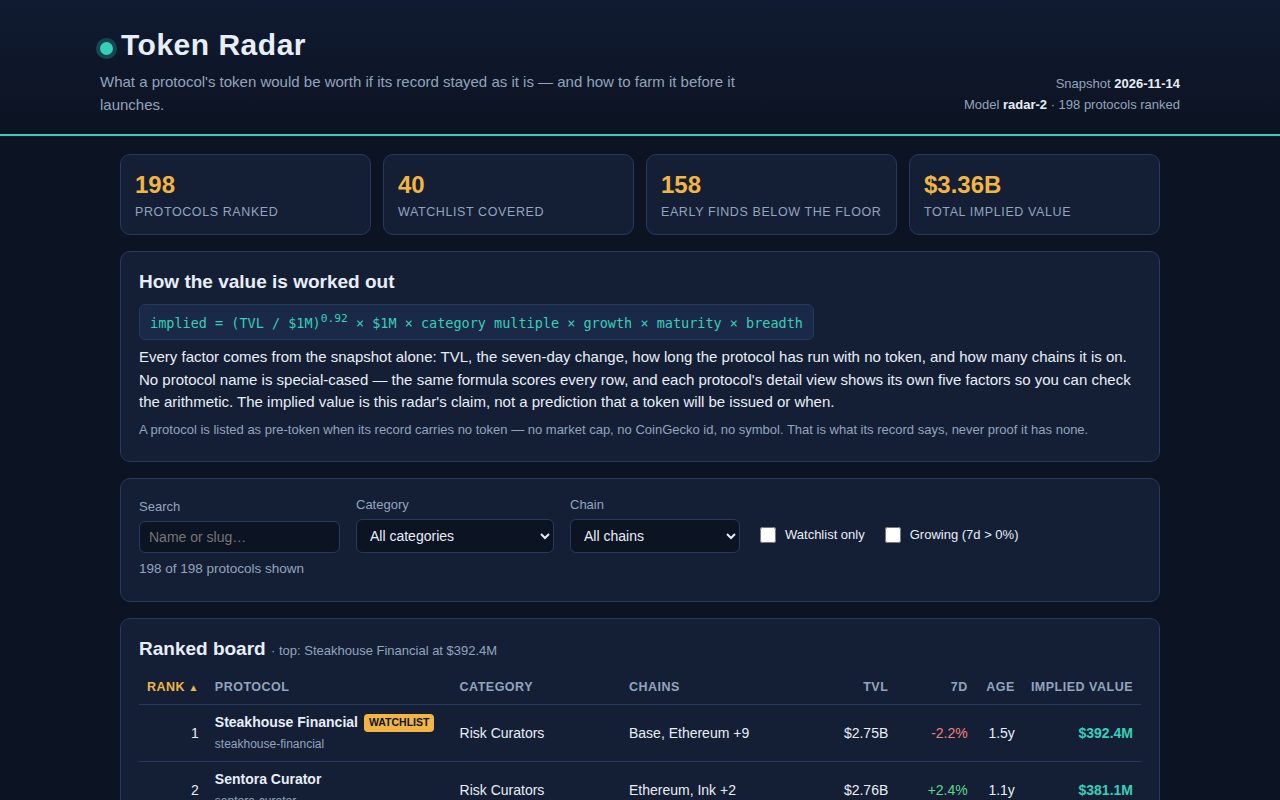 Token Radar
What a protocol's token would be worth if its record stayed as it is — and how to farm it before it
launches.
Snapshot 2026-11-14
Model radar-2 · 198 protocols ranked
198
PROTOCOLS RANKED
40
WATCHLIST COVERED
158
EARLY FINDS BELOW THE FLOOR
$3.36B
TOTAL IMPLIED VALUE
How the value is worked out
implied = (TVL / $1M)^0.92 × $1M × category multiple × growth × maturity × breadth
Every factor comes from the snapshot alone: TVL, the seven-day change, how long the protocol has run with no token, and how many chains it is on.
No protocol name is special-cased — the same formula scores every row, and each protocol's detail view shows its own five factors so you can check
the arithmetic. The implied value is this radar's claim, not a prediction that a token will be issued or when.
A protocol is listed as pre-token when its record carries no token — no market cap, no CoinGecko id, no symbol. That is what its record says, never proof it has none.
Search
Category
Chain
Name or slug…
All categories
All chains
Watchlist only
Growing (7d > 0%)
198 of 198 protocols shown
Ranked board · top: Steakhouse Financial at $392.4M
RANK ▲ PROTOCOL CATEGORY CHAINS TVL 7D AGE IMPLIED VALUE
1 Steakhouse Financial WATCHLIST Risk Curators Base, Ethereum +9 $2.75B -2.2% 1.5y $392.4M
steakhouse-financial
2 Sentora Curator Risk Curators Ethereum, Ink +2 $2.76B +2.4% 1.1y $381.1M
sentora-curator